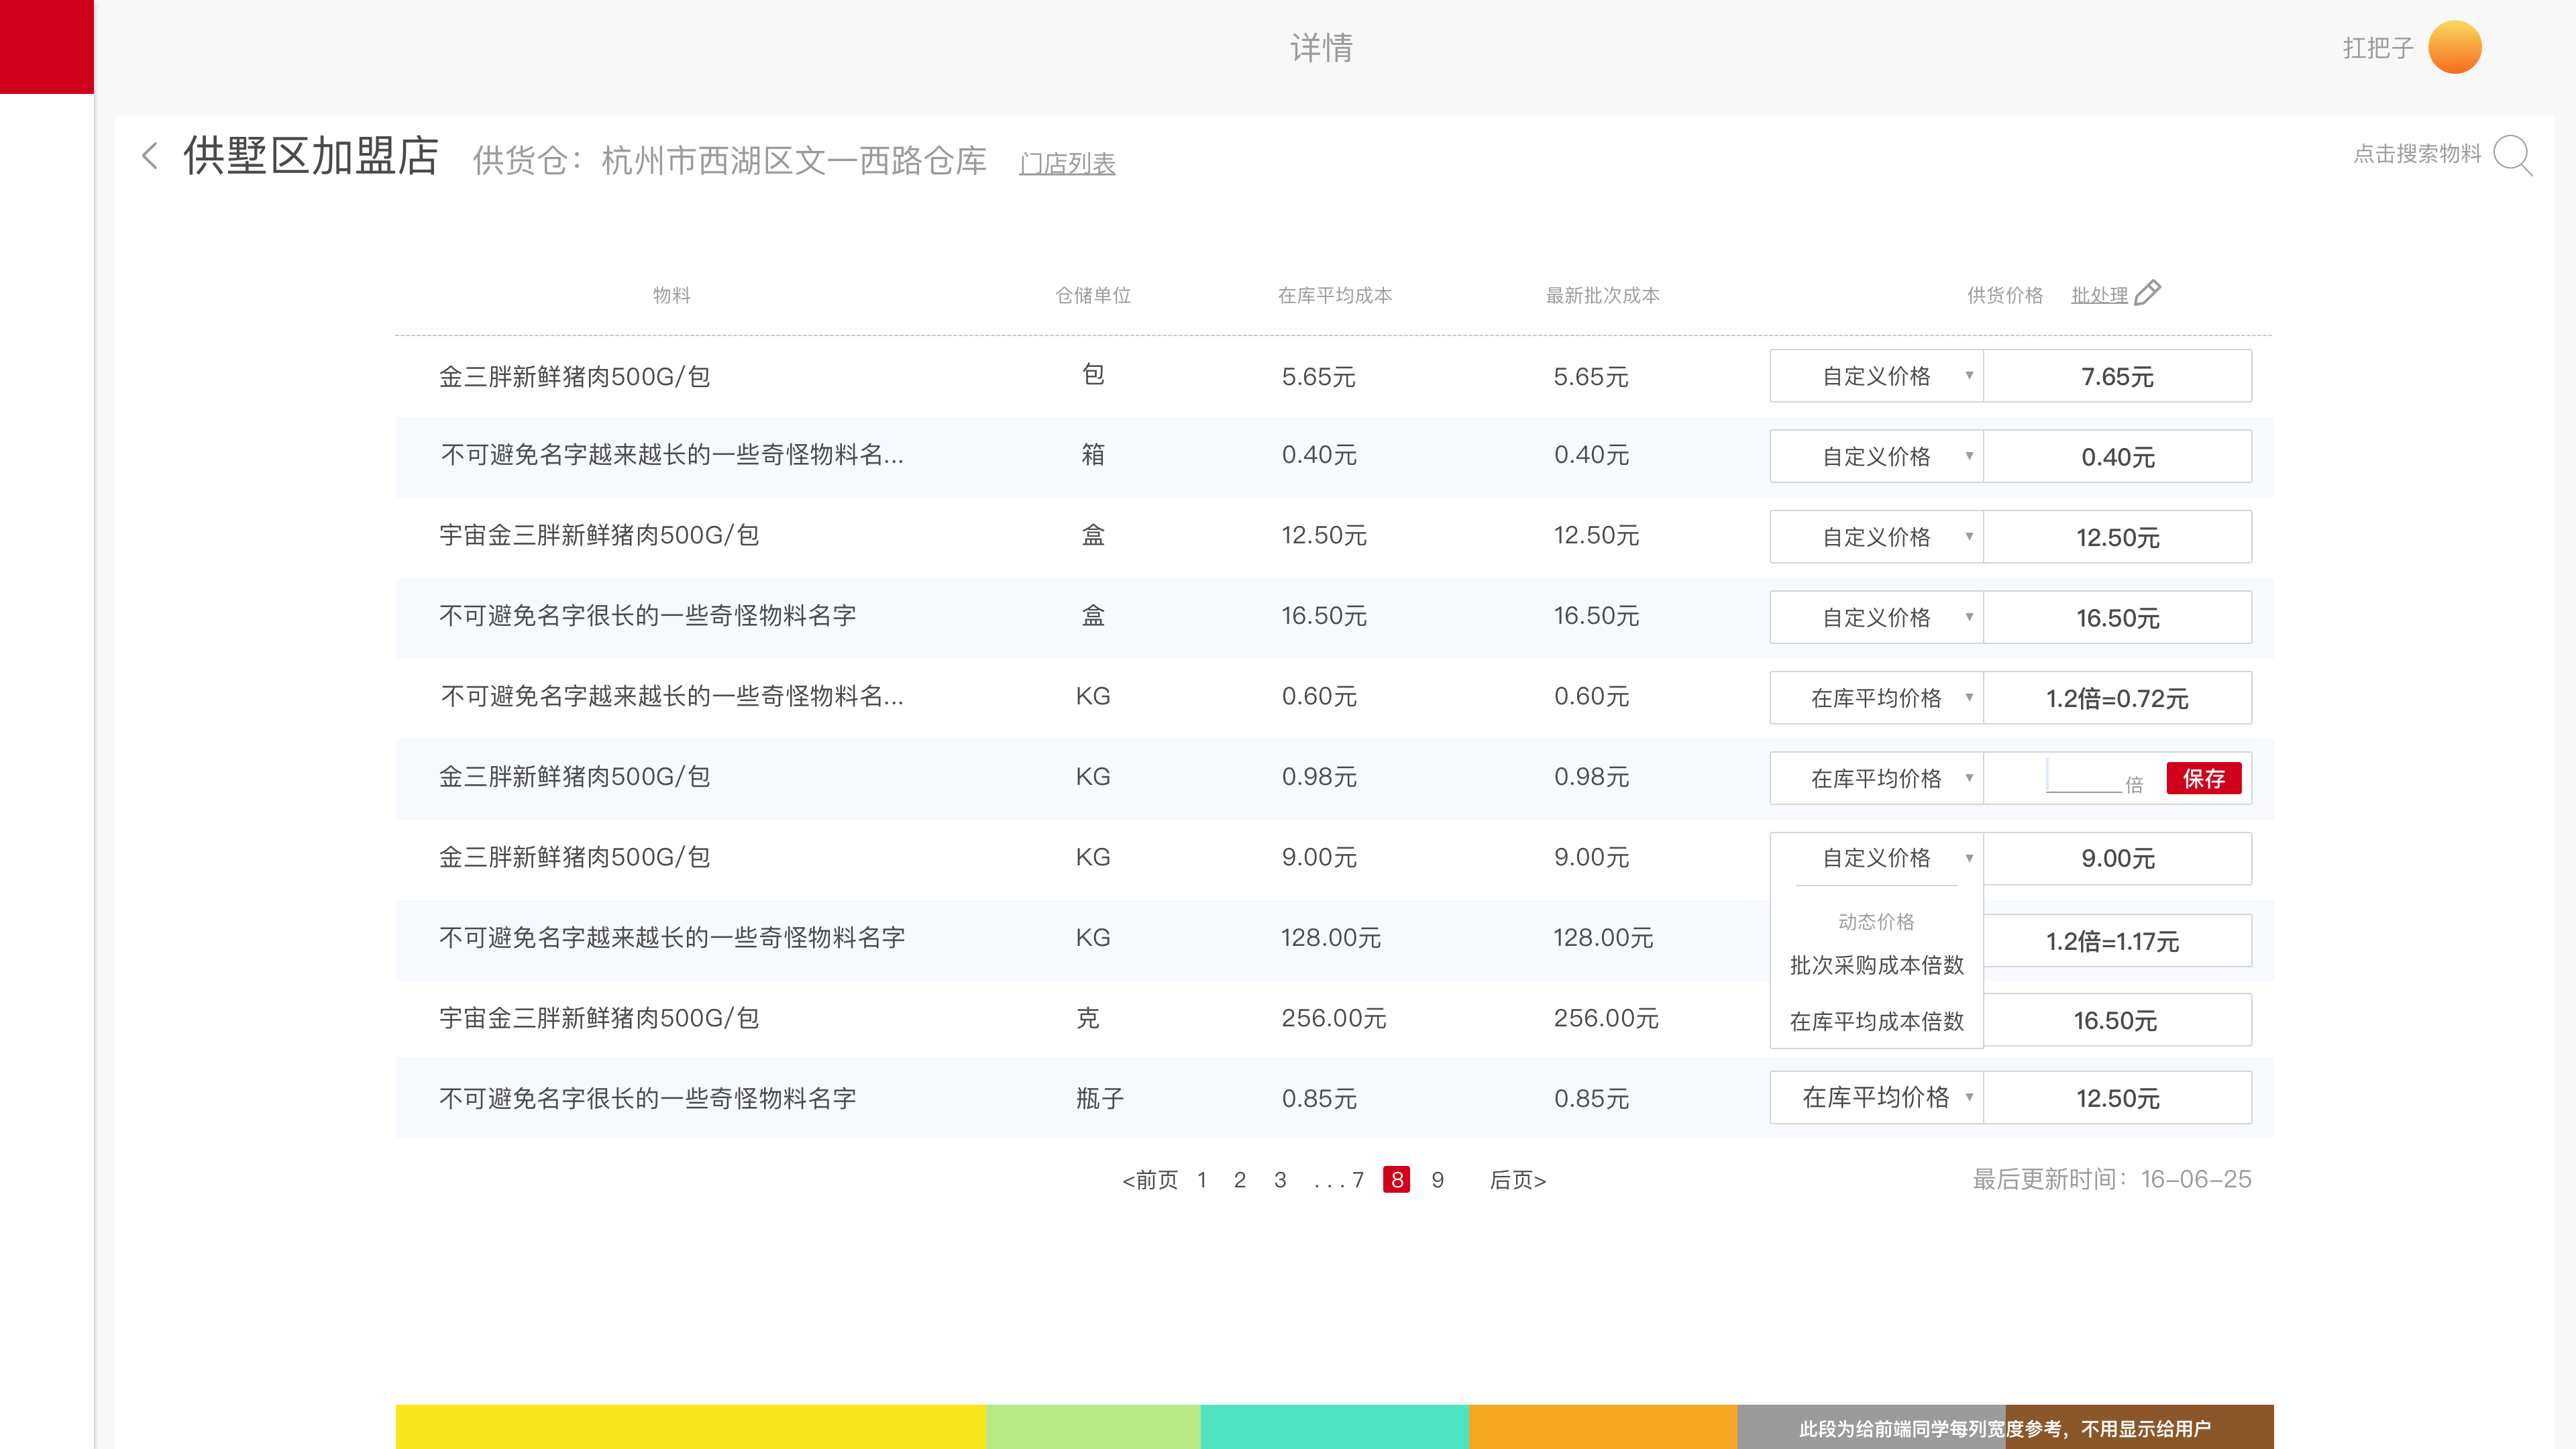 详情
扛把子
供墅区加盟店 供货仓：杭州市西湖区文一西路仓库 门店列表
点击搜索物料
物料 仓储单位 在库平均成本 最新批次成本 供货价格 批处理
金三胖新鲜猪肉500G/包 包 5.65元 5.65元 自定义价格 7.65元
不可避免名字越来越长的一些奇怪物料名... 箱 0.40元 0.40元 自定义价格 0.40元
宇宙金三胖新鲜猪肉500G/包 盒 12.50元 12.50元 自定义价格 12.50元
不可避免名字很长的一些奇怪物料名字 盒 16.50元 16.50元 自定义价格 16.50元
不可避免名字越来越长的一些奇怪物料名... KG 0.60元 0.60元 在库平均价格 1.2倍=0.72元
金三胖新鲜猪肉500G/包 KG 0.98元 0.98元 在库平均价格 倍 保存
金三胖新鲜猪肉500G/包 KG 9.00元 9.00元 自定义价格 9.00元
动态价格
不可避免名字越来越长的一些奇怪物料名字 KG 128.00元 128.00元 1.2倍=1.17元
批次采购成本倍数
宇宙金三胖新鲜猪肉500G/包 克 256.00元 256.00元 在库平均成本倍数 16.50元
不可避免名字很长的一些奇怪物料名字 瓶子 0.85元 0.85元 在库平均价格 12.50元
<前页 1 2 3 ...7 8 9 后页>
最后更新时间：16-06-25
此段为给前端同学每列宽度参考，不用显示给用户